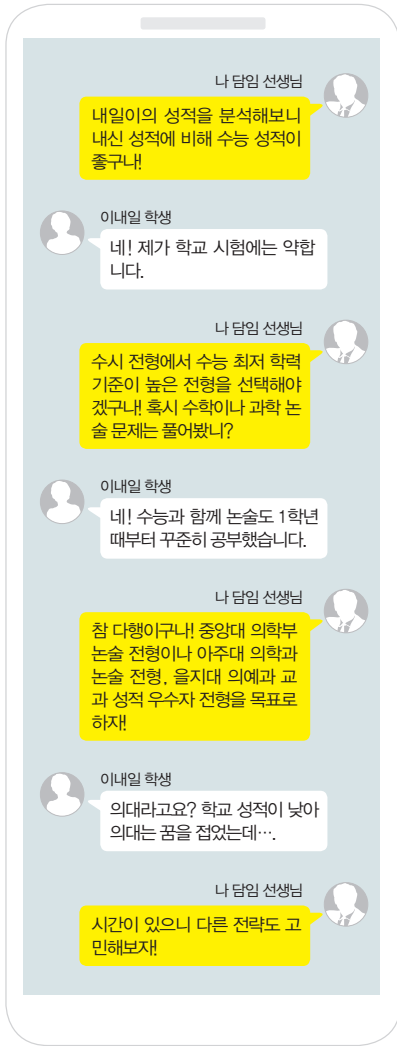 나 담임 선생님
내일이의 성적을 분석해보니
내신 성적에 비해 수능 성적이
좋구나!
이내일 학생
네! 제가 학교 시험에는 약합
니다.
나 담임 선생님
수시 전형에서 수능 최저 학력
기준이 높은 전형을 선택해야
겠구나! 혹시 수학이나 과학 논
술 문제는 풀어봤니?
이내일 학생
네! 수능과 함께 논술도 1학년
때부터 꾸준히 공부했습니다.
나 담임 선생님
참 다행이구나! 중앙대 의학부
논술 전형이나 아주대 의학과
논술 전형, 을지대 의예과 교
과 성적 우수자 전형을 목표로
하자!
이내일 학생
의대라고요? 학교 성적이 낮아
의대는 꿈을 접었는데….
나 담임 선생님
시간이 있으니 다른 전략도 고
민해보자!